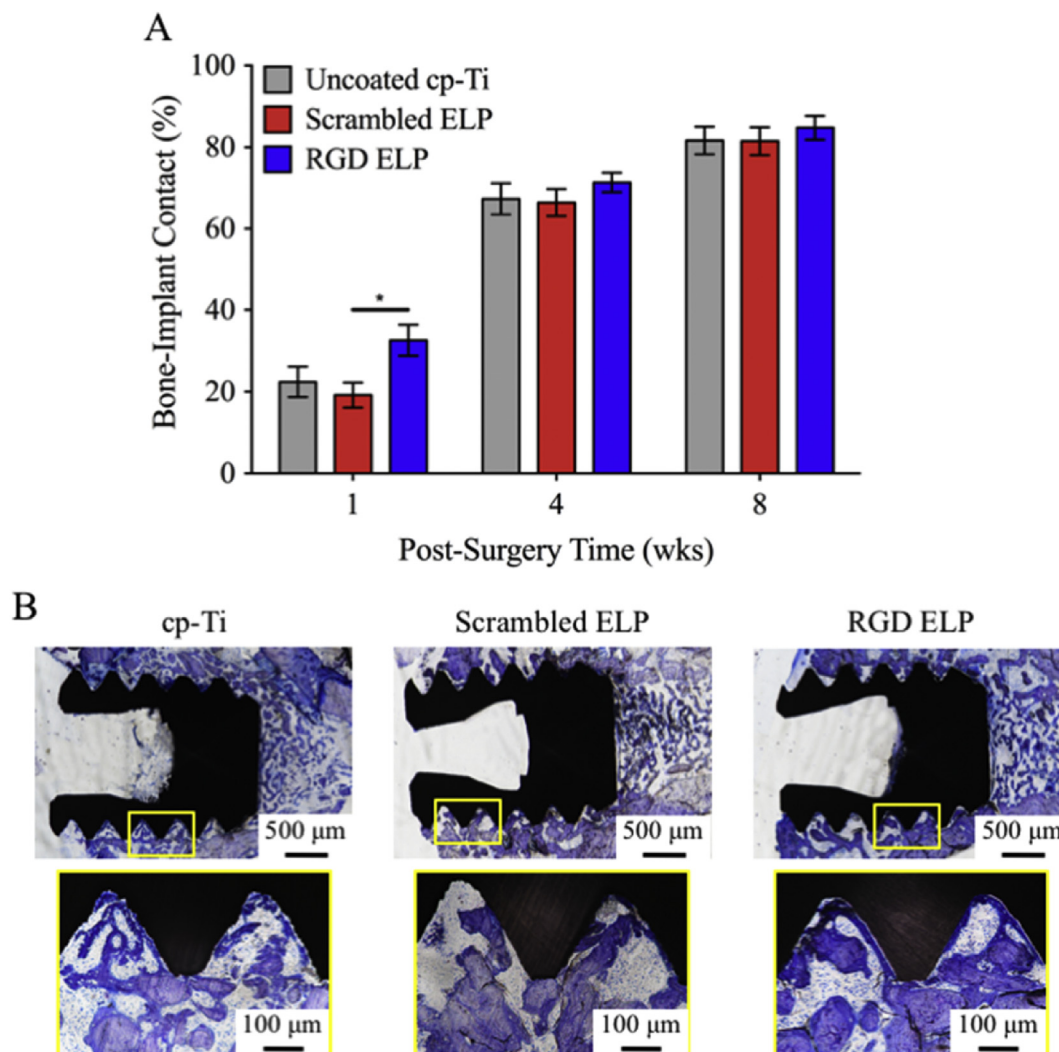 A
100
80
60
40
20
0
Bone-Implant Contact (%)
Uncoated cp-Ti
Scrambled ELP
RGD ELP
*
1 4 8
Post-Surgery Time (wks)
B
cp-Ti Scrambled ELP RGD ELP
500 μm 500 μm 500 μm
100 μm 100 μm 100 μm